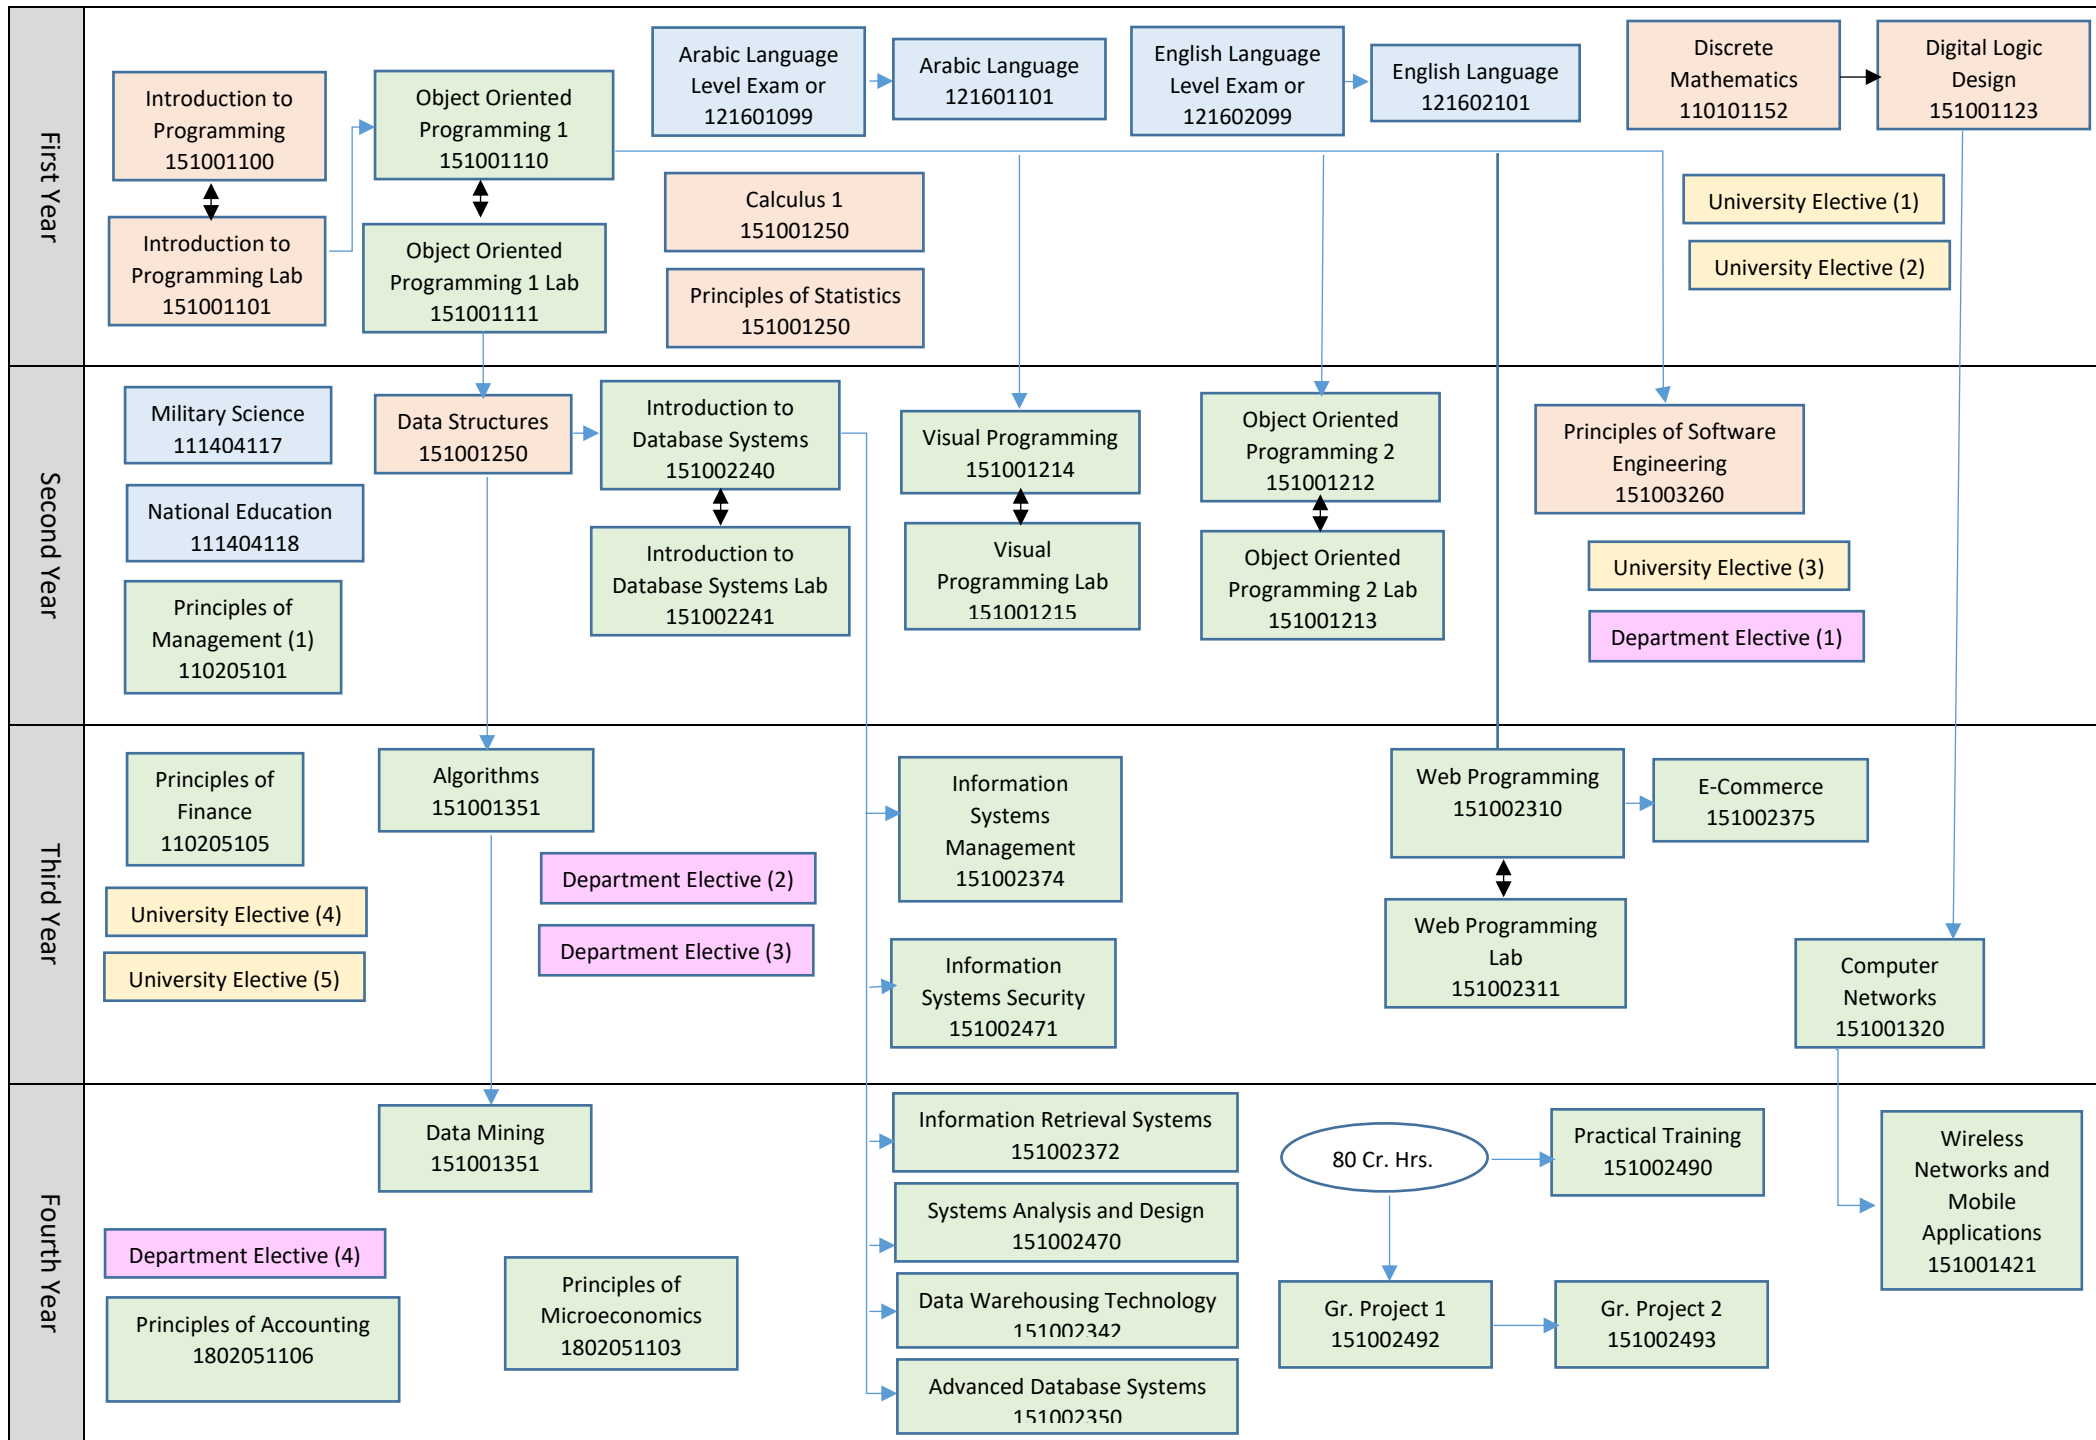 First Year
Introduction to
Programming
151001100
Introduction to
Programming Lab
151001101
Object Oriented
Programming 1
151001110
Object Oriented
Programming 1 Lab
151001111
Arabic Language
Level Exam or
121601099
Arabic Language
121601101
English Language
Level Exam or
121602099
English Language
121602101
Discrete
Mathematics
110101152
Digital Logic
Design
151001123
Calculus 1
151001250
Principles of Statistics
151001250
University Elective (1)
University Elective (2)
Second Year
Military Science
111404117
National Education
111404118
Principles of
Management (1)
110205101
Data Structures
151001250
Introduction to
Database Systems
151002240
Introduction to
Database Systems Lab
151002241
Visual Programming
151001214
Visual
Programming Lab
151001215
Object Oriented
Programming 2
151001212
Object Oriented
Programming 2 Lab
151001213
Principles of Software
Engineering
151003260
University Elective (3)
Department Elective (1)
Third Year
Principles of
Finance
110205105
University Elective (4)
University Elective (5)
Algorithms
151001351
Department Elective (2)
Department Elective (3)
Information
Systems
Management
151002374
Information
Systems Security
151002471
Web Programming
151002310
Web Programming
Lab
151002311
E-Commerce
151002375
Computer
Networks
151001320
Fourth Year
Data Mining
151001351
Department Elective (4)
Principles of Accounting
1802051106
Principles of
Microeconomics
1802051103
Information Retrieval Systems
151002372
Systems Analysis and Design
151002470
Data Warehousing Technology
151002342
Advanced Database Systems
151002350
80 Cr. Hrs.
Practical Training
151002490
Gr. Project 1
151002492
Gr. Project 2
151002493
Wireless
Networks and
Mobile
Applications
151001421